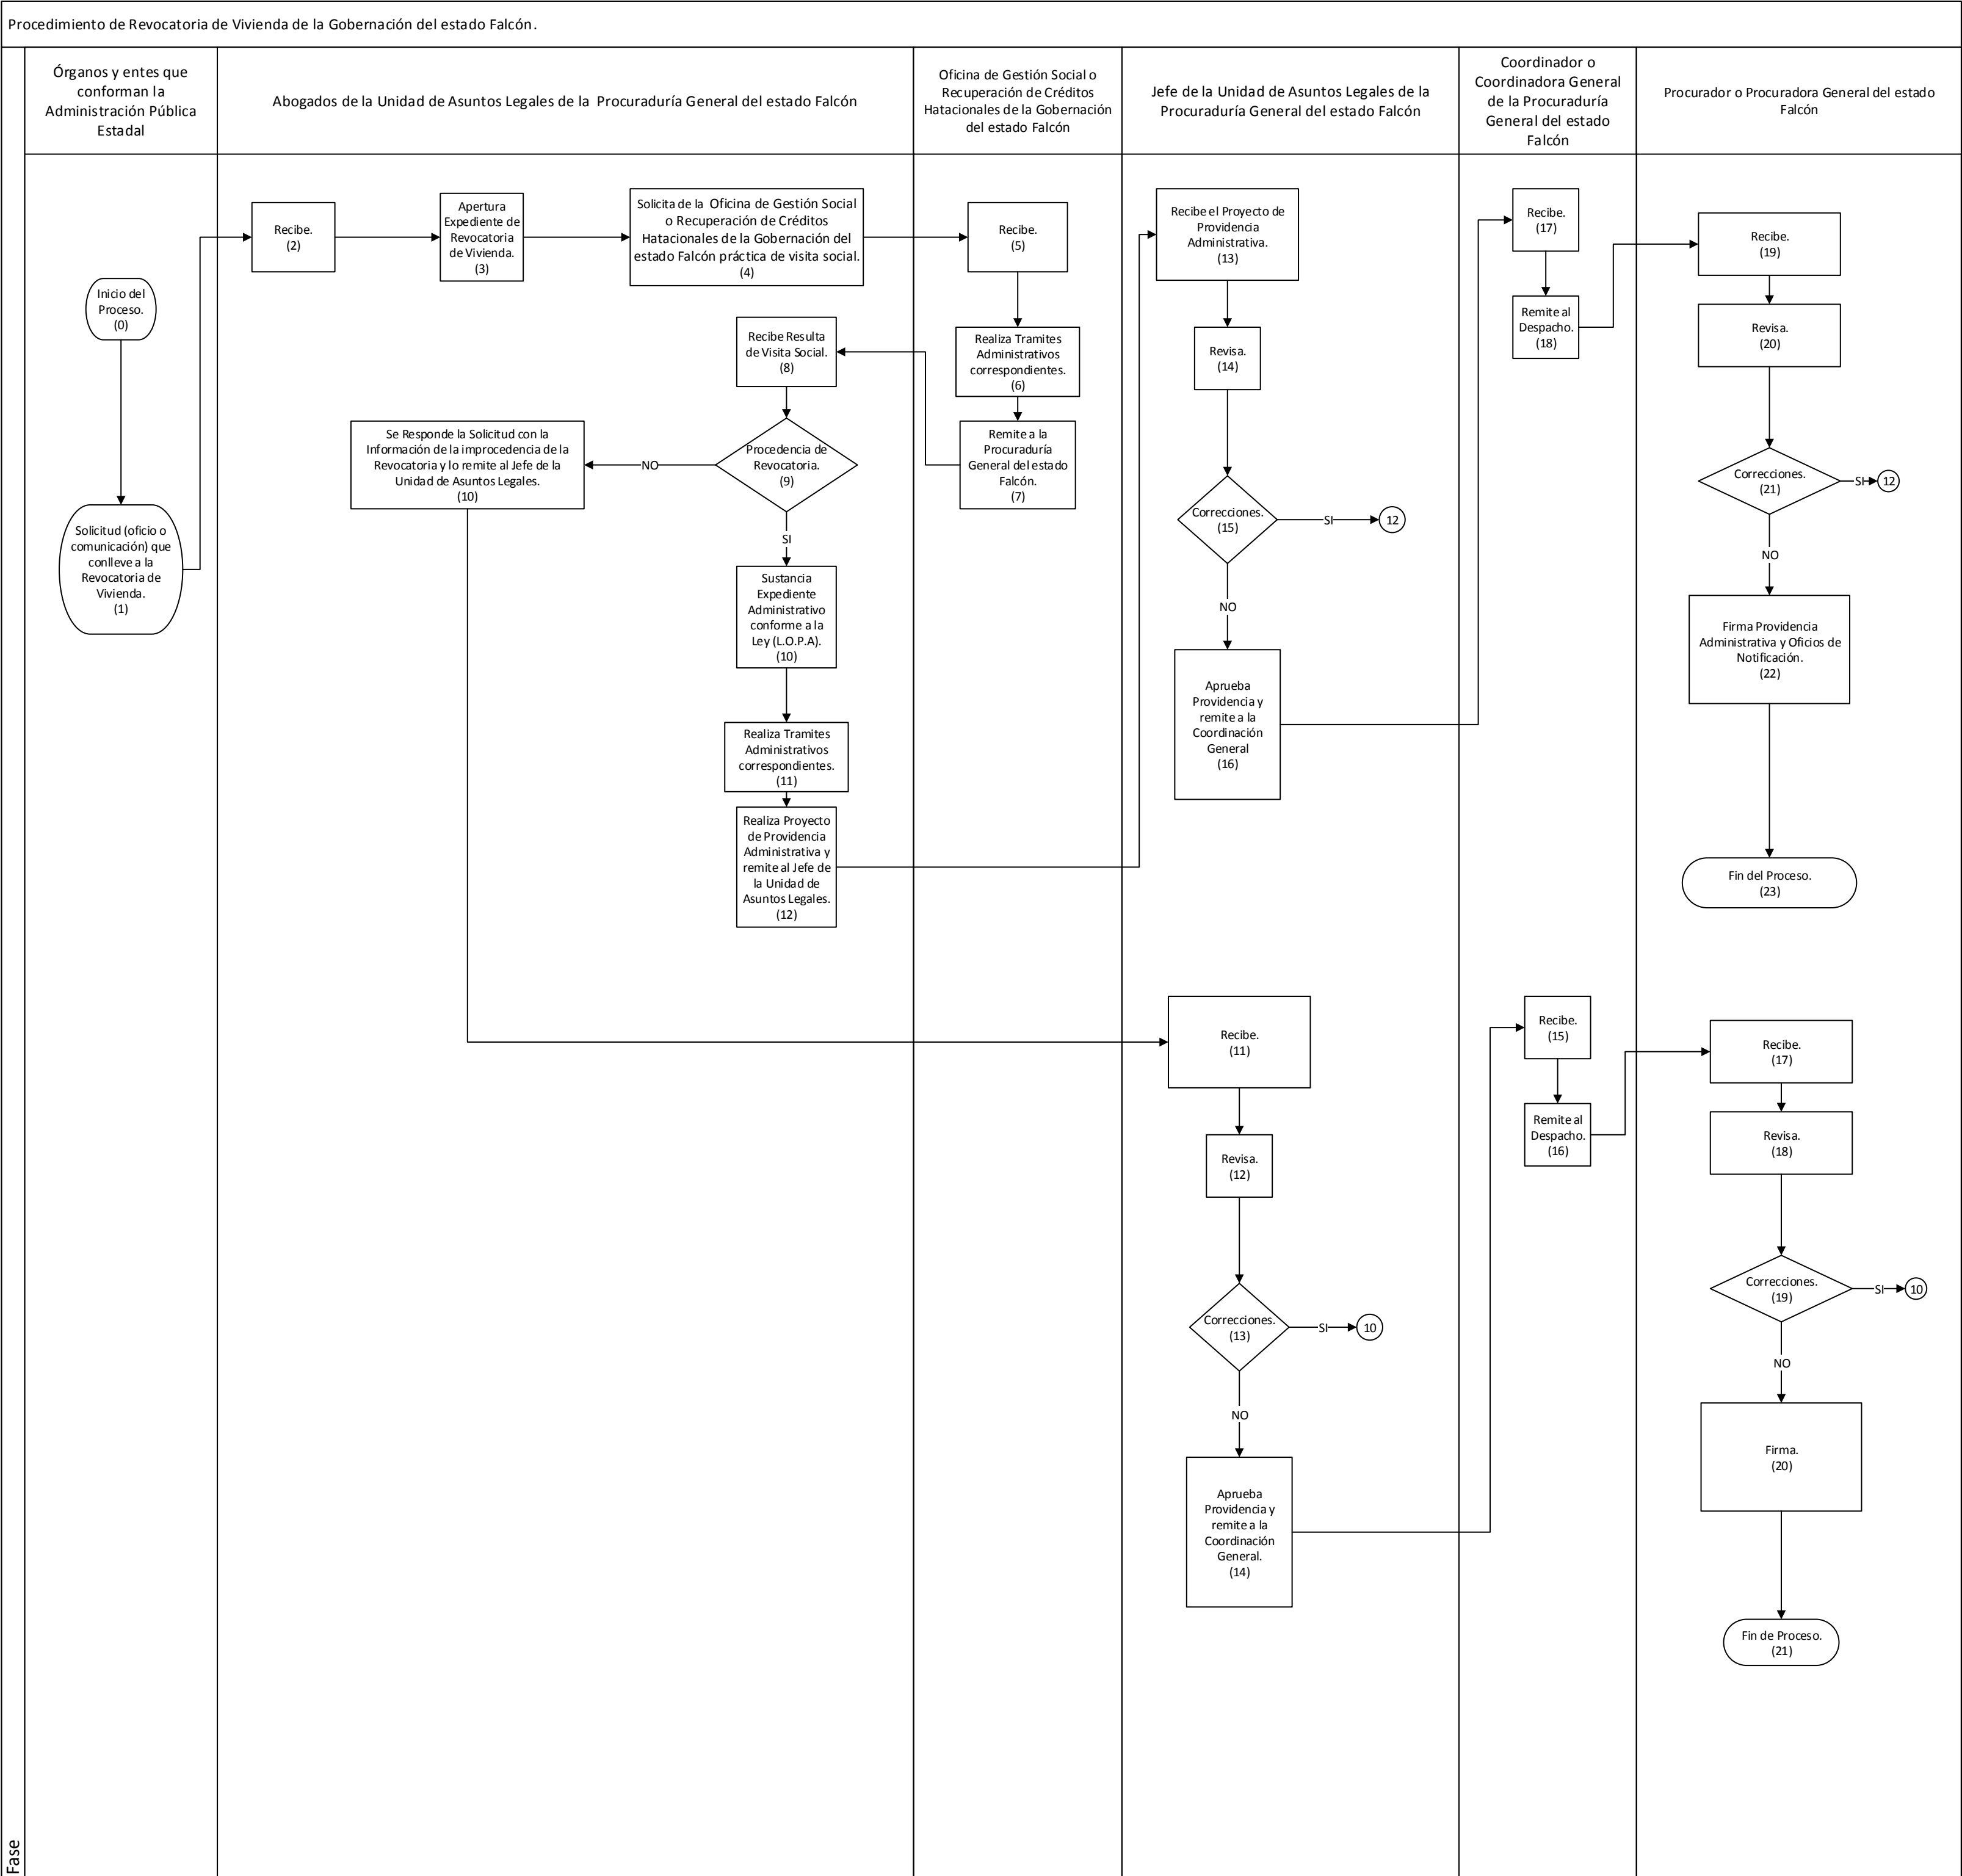 Procedimiento de Revocatoria de Vivienda de la Gobernación del estado Falcón.
Fase
Órganos y entes que
conforman la
Administración Pública
Estadal
Abogados de la Unidad de Asuntos Legales de la Procuraduría General del estado Falcón
Oficina de Gestión Social o
Recuperación de Créditos
Hatacionales de la Gobernación
del estado Falcón
Jefe de la Unidad de Asuntos Legales de la
Procuraduría General del estado Falcón
Coordinador o
Coordinadora General
de la Procuraduría
General del estado
Falcón
Procurador o Procuradora General del estado
Falcón
Inicio del
Proceso.
(0)
Solicitud (oficio o
comunicación) que
conlleve a la
Revocatoria de
Vivienda.
(1)
Recibe.
(2)
Apertura
Expediente de
Revocatoria
de Vivienda.
(3)
Solicita de la Oficina de Gestión Social
o Recuperación de Créditos
Hatacionales de la Gobernación del
estado Falcón práctica de visita social.
(4)
Recibe.
(5)
Realiza Tramites
Administrativos
correspondientes.
(6)
Remite a la
Procuraduría
General del estado
Falcón.
(7)
Recibe Resulta
de Visita Social.
(8)
Procedencia de
Revocatoria.
(9)
NO
Se Responde la Solicitud con la
Información de la improcedencia de la
Revocatoria y lo remite al Jefe de la
Unidad de Asuntos Legales.
(10)
SI
Sustancia
Expediente
Administrativo
conforme a la
Ley (L.O.P.A).
(10)
Realiza Tramites
Administrativos
correspondientes.
(11)
Realiza Proyecto
de Providencia
Administrativa y
remite al Jefe de
la Unidad de
Asuntos Legales.
(12)
Recibe el Proyecto de
Providencia
Administrativa.
(13)
Revisa.
(14)
Correcciones.
(15)
SI
12
NO
Aprueba
Providencia y
remite a la
Coordinación
General
(16)
Recibe.
(17)
Remite al
Despacho.
(18)
Recibe.
(19)
Revisa.
(20)
Correcciones.
(21)
SI
12
NO
Firma Providencia
Administrativa y Oficios de
Notificación.
(22)
Fin del Proceso.
(23)
Recibe.
(11)
Revisa.
(12)
Correcciones.
(13)
SI
10
NO
Aprueba
Providencia y
remite a la
Coordinación
General.
(14)
Recibe.
(15)
Remite al
Despacho.
(16)
Recibe.
(17)
Revisa.
(18)
Correcciones.
(19)
SI
10
NO
Firma.
(20)
Fin de Proceso.
(21)